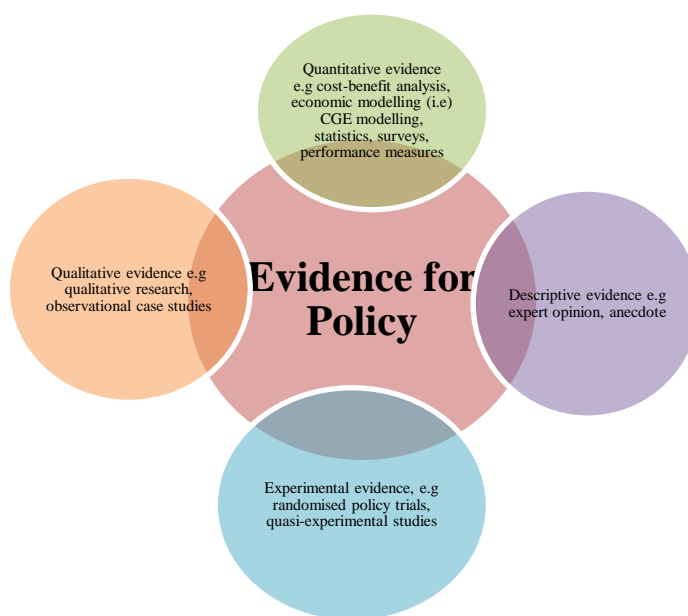 Quantitative evidence
e.g cost-benefit analysis,
economic modelling (i.e)
CGE modelling,
statistics, surveys,
performance measures
Qualitative evidence e.g
qualitative research,
observational case studies
Evidence for
Policy
Descriptive evidence e.g
expert opinion, anecdote
Experimental evidence, e.g
randomised policy trials,
quasi-experimental studies